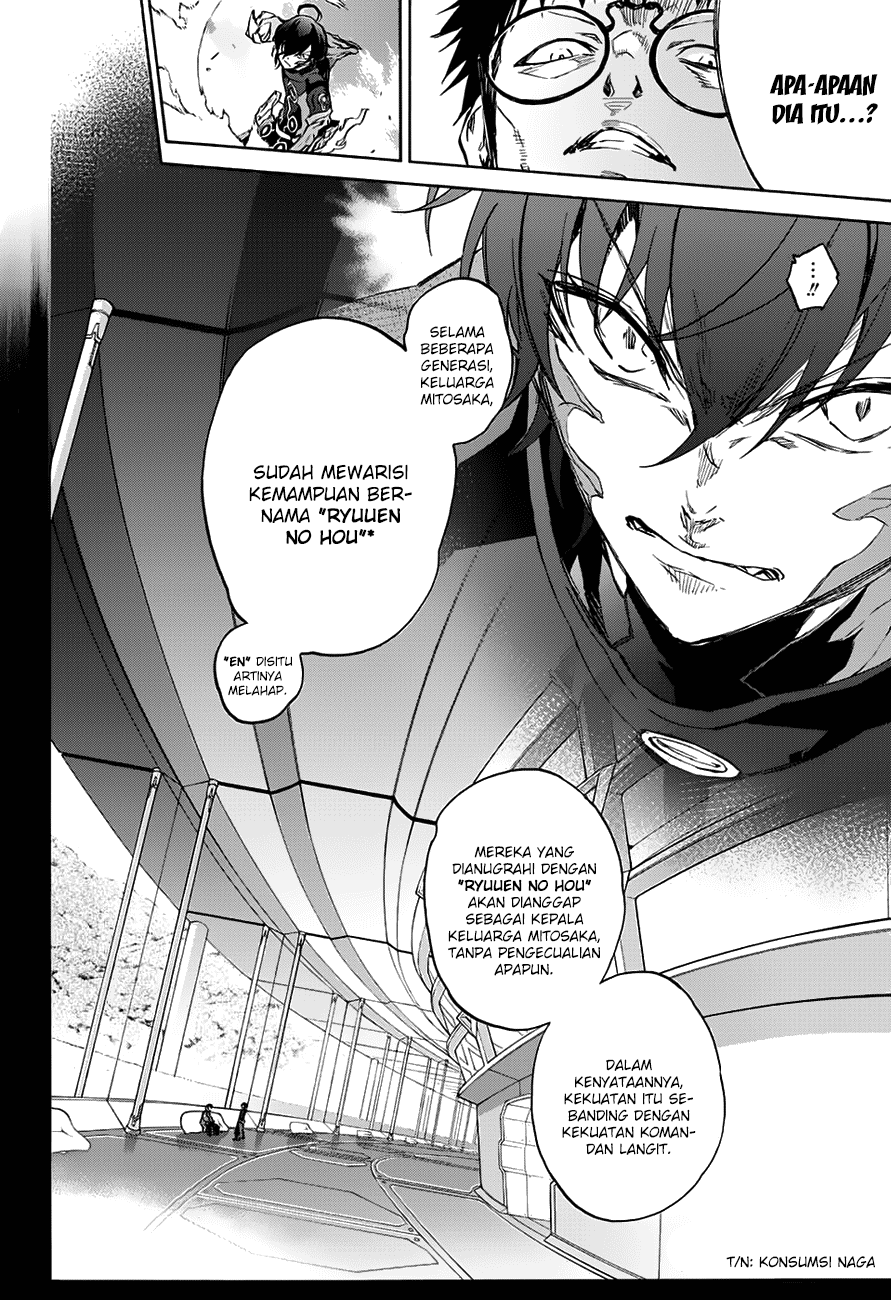 APA-APAAN
DIA ITU...?
...!!
SELAMA
BEBERAPA
GENERASI,
KELUARGA
MITOSAKA,
SUDAH MEWARISI
KEMAMPUAN BER-
NAMA "RYUUEN
NO HOU"*
"EN" DISITU
ARTINYA
MELAHAP.
MEREKA YANG
DIANUGRAHI DENGAN
"RYUUEN NO HOU"
AKAN DIANGGAP
SEBAGAI KEPALA
KELUARGA MITOSAKA,
TANPA PENGECUALIAN
APAPUN.
DALAM
KENYATAANNYA,
KEKUATAN ITU SE-
BANDING DENGAN
KEKUATAN KOMAN-
DAN LANGIT.
T/N: KONSUMSI NAGA